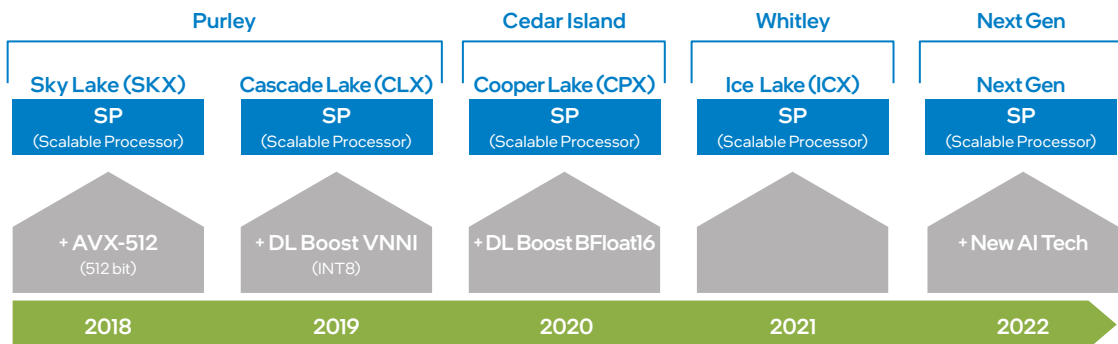 Purley
Cedar Island
Whitley
Next Gen
Sky Lake (SKX)
Cascade Lake (CLX)
Cooper Lake (CPX)
Ice Lake (ICX)
Next Gen
SP
(Scalable Processor)
SP
(Scalable Processor)
SP
(Scalable Processor)
SP
(Scalable Processor)
SP
(Scalable Processor)
+ AVX-512
(512 bit)
+ DL Boost VNNI
(INT8)
+ DL Boost BFloat16
+ New AI Tech
2018
2019
2020
2021
2022